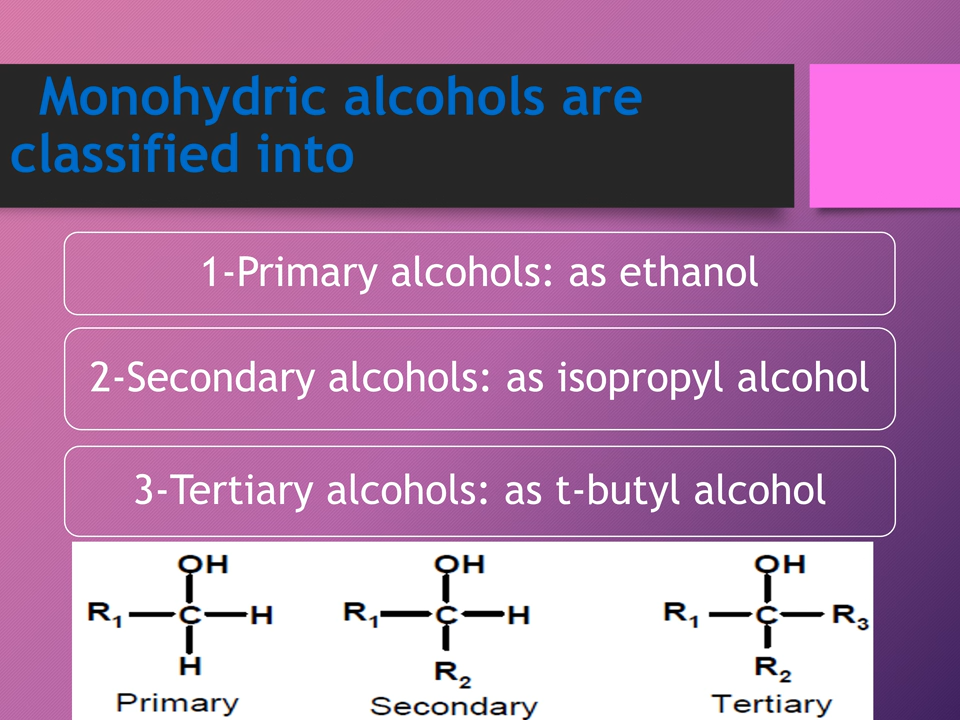 Monohydric alcohols are
classified into
1-Primary alcohols: as ethanol
2-Secondary alcohols: as isopropyl alcohol
3-Tertiary alcohols: as t-butyl alcohol
OH OH OH
R1 C H R1 C H R1 C R3
H R2 R2
Primary Secondary Tertiary